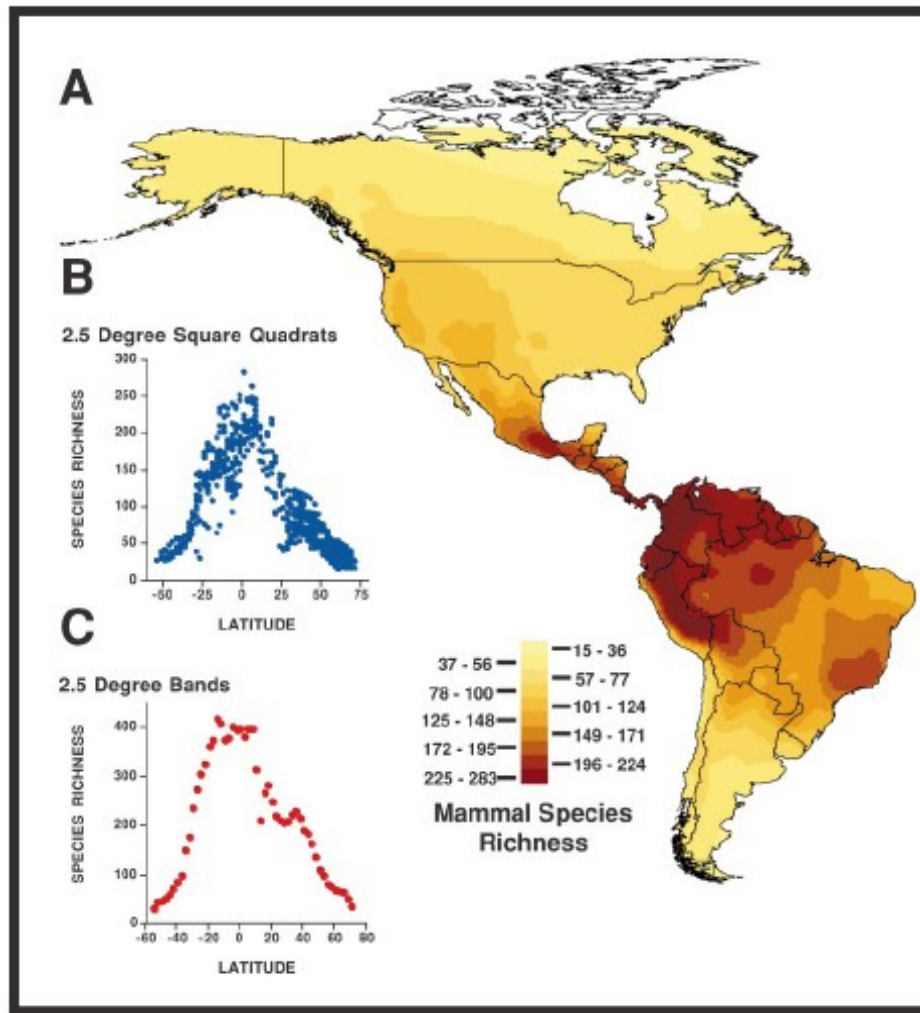 A
B
2.5 Degree Square Quadrats
300
250
200
150
100
50
0
SPECIES RICHNESS
-50 -25 0 25 50 75
LATITUDE
C
2.5 Degree Bands
400
300
200
100
0
SPECIES RICHNESS
-60 -40 -20 0 20 40 60 80
LATITUDE
15 - 36
37 - 56
57 - 77
78 - 100
101 - 124
125 - 148
149 - 171
172 - 195
196 - 224
225 - 283
Mammal Species
Richness